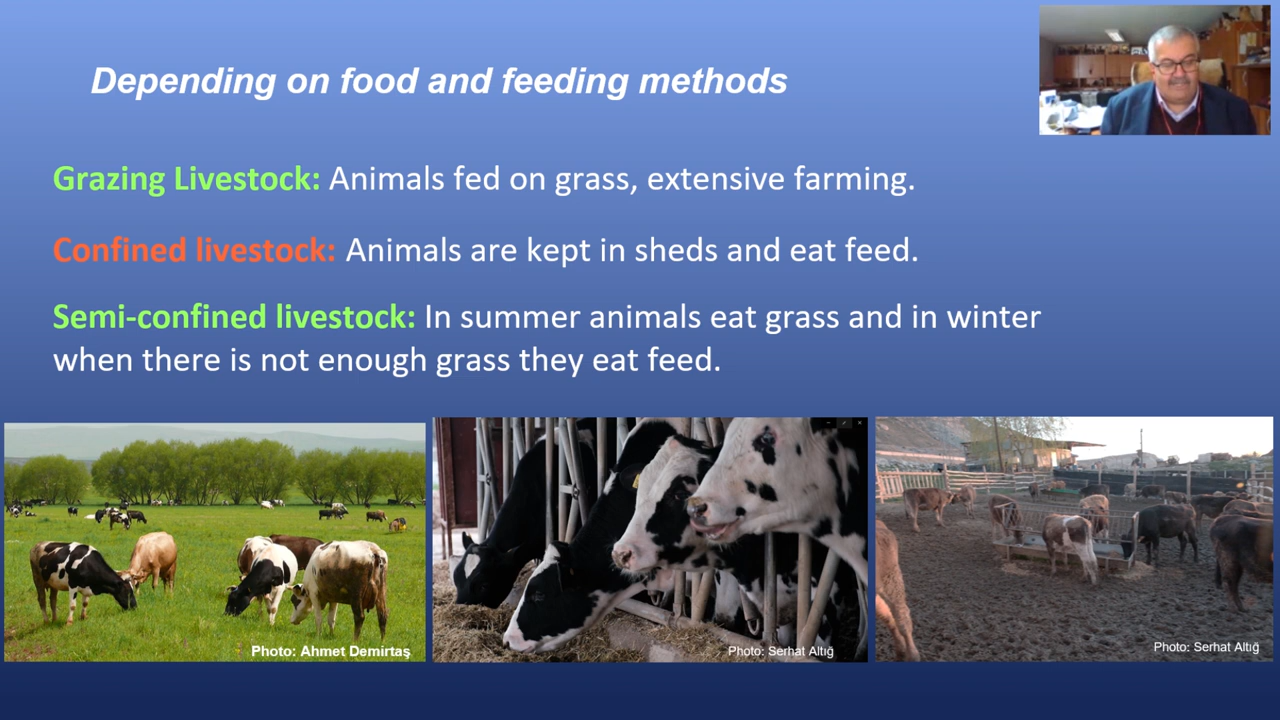 Depending on food and feeding methods
Grazing Livestock: Animals fed on grass, extensive farming.
Confined livestock: Animals are kept in sheds and eat feed.
Semi-confined livestock: In summer animals eat grass and in winter
when there is not enough grass they eat feed.
Photo: Ahmet Demirtaş
Photo: Serhat Altığ
Photo: Serhat Altığ